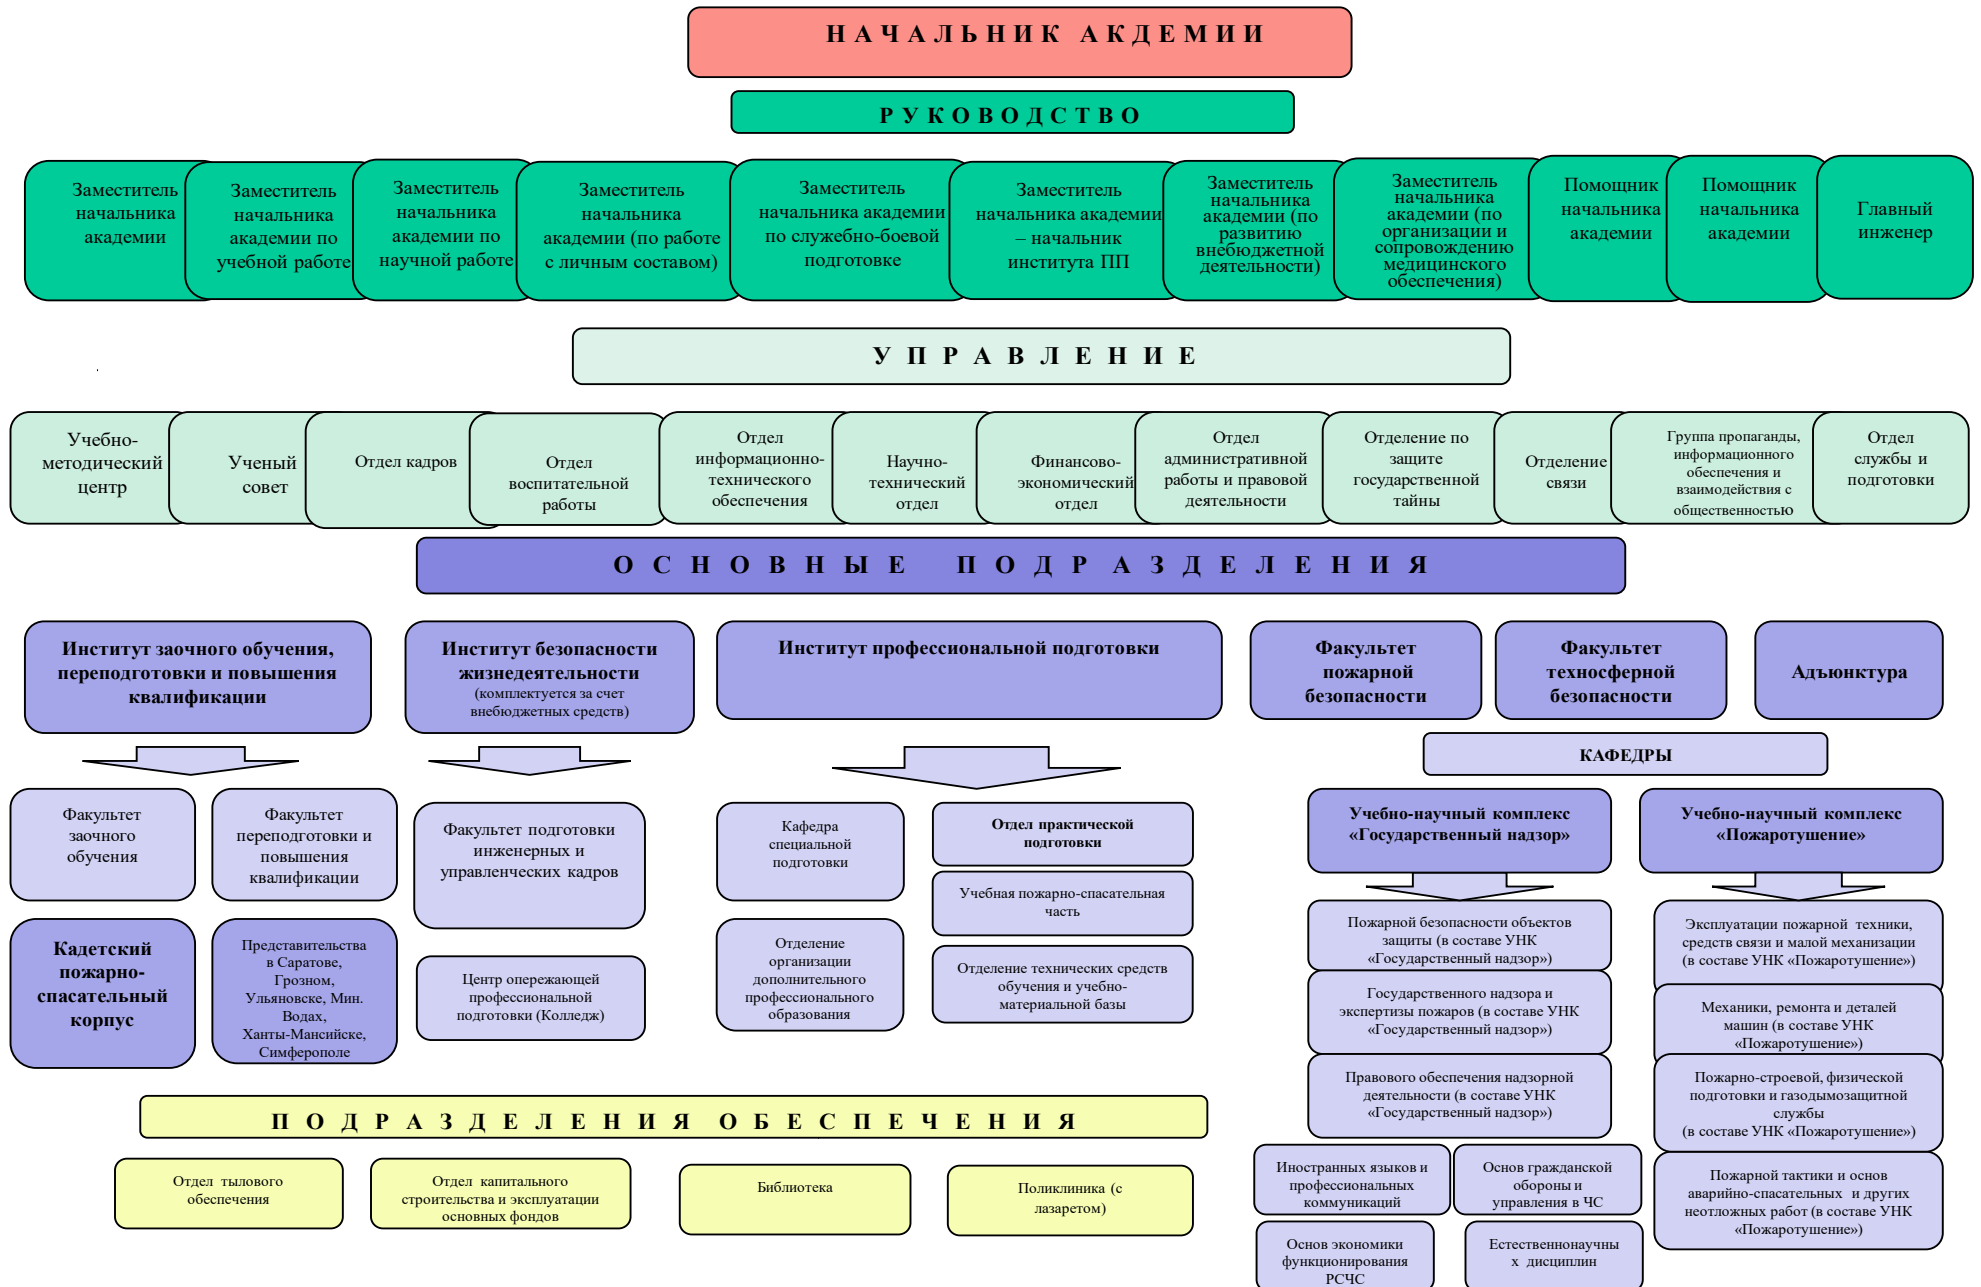 НАЧАЛЬНИК АКДЕМИИ
РУКОВОДСТВО
Заместитель
начальника
академии
Заместитель
начальника
академии по
учебной работе
Заместитель
начальника
академии по
научной работе
Заместитель
начальника
академии (по работе
с личным составом)
Заместитель
начальника академии
по служебно-боевой
подготовке
Заместитель
начальника академии
– начальник
института ПП
Заместитель
начальника
академии (по
развитию
внебюджетной
деятельности)
Заместитель
начальника
академии (по
организации и
сопровождению
медицинского
обеспечения)
Помощник
начальника
академии
Помощник
начальника
академии
Главный
инженер
УПРАВЛЕНИЕ
Учебно-
методический
центр
Ученый
совет
Отдел кадров
Отдел
воспитательной
работы
Отдел
информационно-
технического
обеспечения
Научно-
технический
отдел
Финансово-
экономический
отдел
Отдел
административной
работы и правовой
деятельности
Отделение по
защите
государственной
тайны
Отделение
связи
Группа пропаганды,
информационного
обеспечения и
взаимодействия с
общественностью
Отдел
службы и
подготовки
ОСНОВНЫЕ ПОДРАЗДЕЛЕНИЯ
Институт заочного обучения,
переподготовки и повышения
квалификации
Институт безопасности
жизнедеятельности
(комплектуется за счет
внебюджетных средств)
Институт профессиональной подготовки
Факультет
пожарной
безопасности
Факультет
техносферной
безопасности
Адъюнктура
КАФЕДРЫ
Факультет
заочного
обучения
Факультет
переподготовки и
повышения
квалификации
Факультет подготовки
инженерных и
управленческих кадров
Кафедра
специальной
подготовки
Отдел практической
подготовки
Учебная пожарно-спасательная
часть
Учебно-научный комплекс
«Государственный надзор»
Учебно-научный комплекс
«Пожаротушение»
Кадетский
пожарно-
спасательный
корпус
Представительства
в Саратове,
Грозном,
Ульяновске, Мин.
Водах,
Ханты-Мансийске,
Симферополе
Центр опережающей
профессиональной
подготовки (Колледж)
Отделение
организации
дополнительного
профессионального
образования
Отделение технических средств
обучения и учебно-
материальной базы
Пожарной безопасности объектов
защиты (в составе УНК
«Государственный надзор»)
Государственного надзора и
экспертизы пожаров (в составе УНК
«Государственный надзор»)
Правового обеспечения надзорной
деятельности (в составе УНК
«Государственный надзор»)
Эксплуатации пожарной техники,
средств связи и малой механизации
(в составе УНК «Пожаротушение»)
Механики, ремонта и деталей
машин (в составе УНК
«Пожаротушение»)
Пожарно-строевой, физической
подготовки и газодымозащитной
службы
(в составе УНК «Пожаротушение»)
Пожарной тактики и основ
аварийно-спасательных и других
неотложных работ (в составе УНК
«Пожаротушение»)
Иностранных языков и
профессиональных
коммуникаций
Основ гражданской
обороны и
управления в ЧС
Основ экономики
функционирования
РСЧС
Естественнонаучны
х дисциплин
ПОДРАЗДЕЛЕНИЯ ОБЕСПЕЧЕНИЯ
Отдел тылового
обеспечения
Отдел капитального
строительства и эксплуатации
основных фондов
Библиотека
Поликлиника (с
лазаретом)